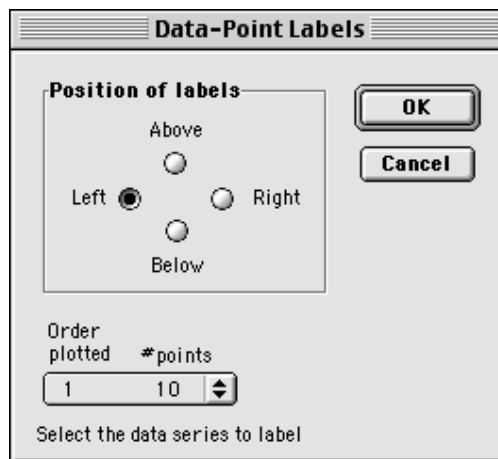 Data-Point Labels
Position of labels
Above
Left
Right
Below
OK
Cancel
Order
plotted #points
1 10
Select the data series to label